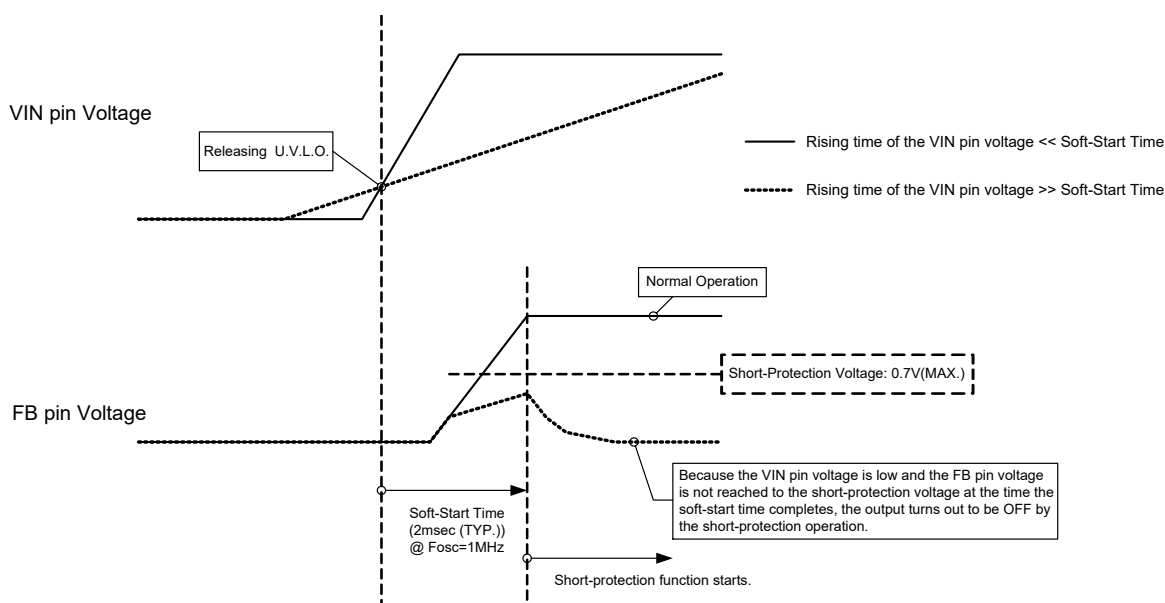 VIN pin Voltage
Releasing U.V.L.O.
Rising time of the VIN pin voltage << Soft-Start Time
Rising time of the VIN pin voltage >> Soft-Start Time
Normal Operation
Short-Protection Voltage: 0.7V(MAX.)
FB pin Voltage
Because the VIN pin voltage is low and the FB pin voltage
is not reached to the short-protection voltage at the time the
soft-start time completes, the output turns out to be OFF by
the short-protection operation.
Soft-Start Time
(2msec (TYP.))
@ Fosc=1MHz
Short-protection function starts.